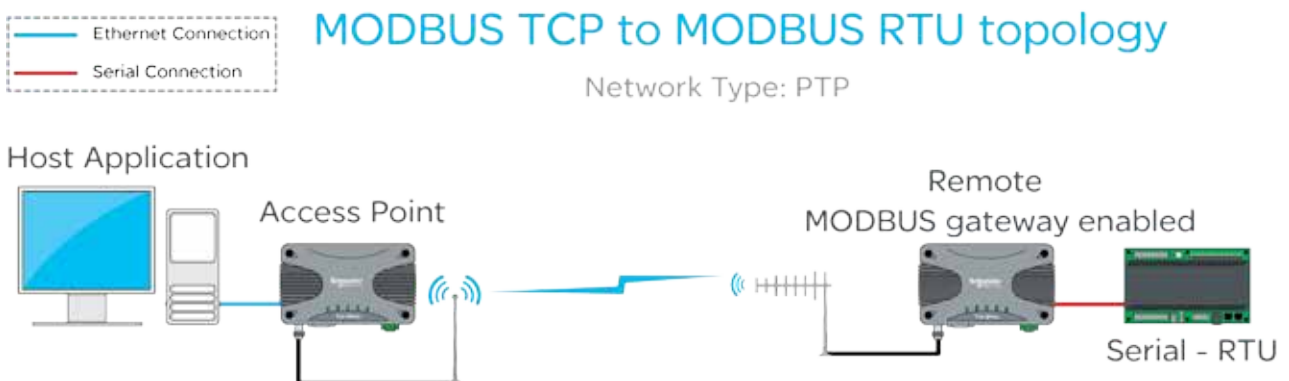 Ethernet Connection
Serial Connection
MODBUS TCP to MODBUS RTU topology
Network Type: PTP
Host Application
Access Point
Remote
MODBUS gateway enabled
Serial - RTU